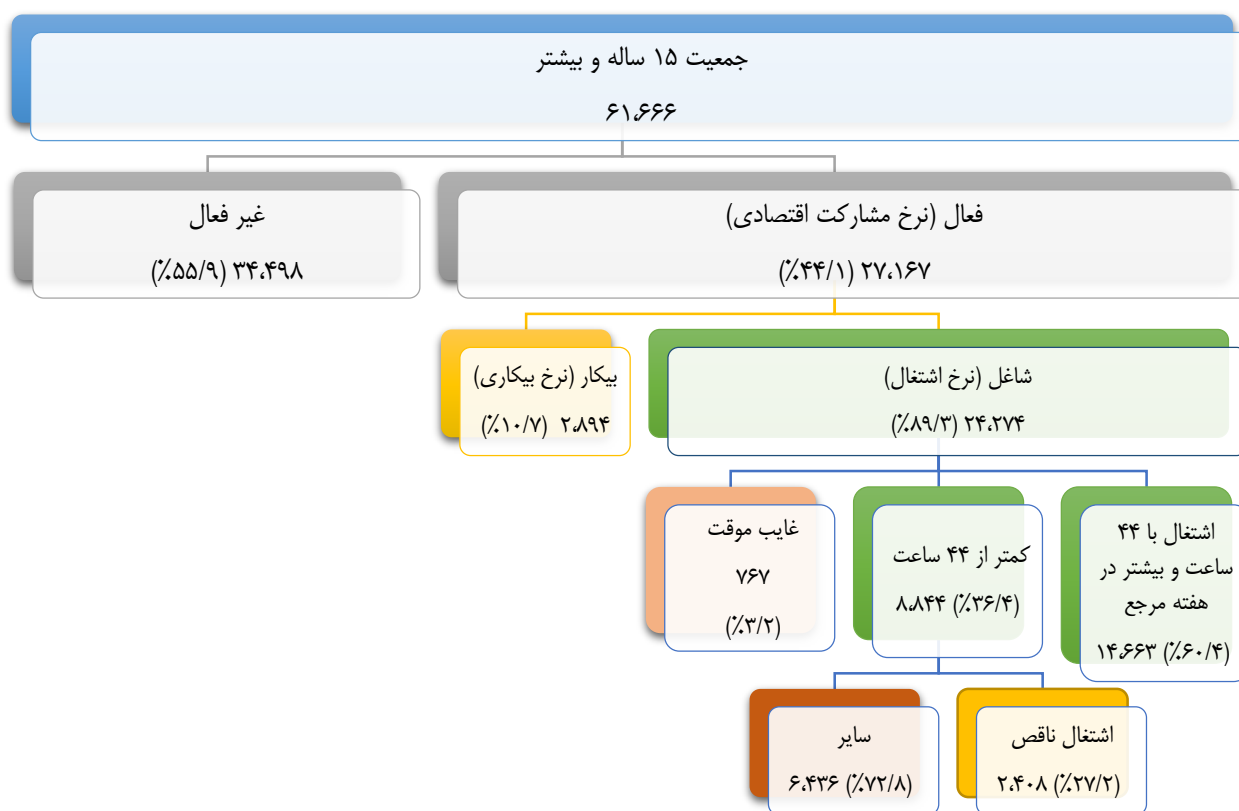 جمعیت ۱۵ ساله و بیشتر
۶۱،۶۶۶
فعال (نرخ مشارکت اقتصادی)
۲۷،۱۶۷ (۴۴/۱٪)
غیر فعال
۳۴،۴۹۸ (۵۵/۹٪)
شاغل (نرخ اشتغال)
۲۴،۲۷۴ (۸۹/۳٪)
بیکار (نرخ بیکاری)
۲،۸۹۴ (۱۰/۷٪)
اشتغال با ۴۴
ساعت و بیشتر در
هفته مرجع
۱۴،۶۶۳ (۶۰/۴٪)
کمتر از ۴۴ ساعت
۸،۸۴۴ (۳۶/۴٪)
غایب موقت
۷۶۷
(۳/۲٪)
اشتغال ناقص
۲،۴۰۸ (۲۷/۲٪)
سایر
۶،۴۳۶ (۷۲/۸٪)